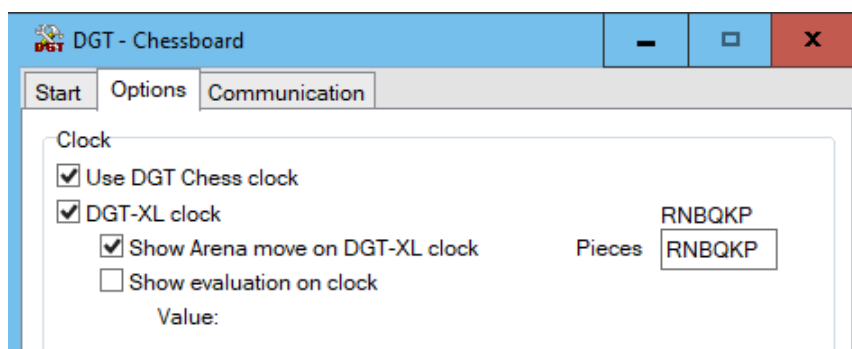 DGT DGT - Chessboard
Start Options Communication
Clock
Use DGT Chess clock
DGT-XL clock RNBQKP
Show Arena move on DGT-XL clock Pieces RNBQKP
Show evaluation on clock
Value: